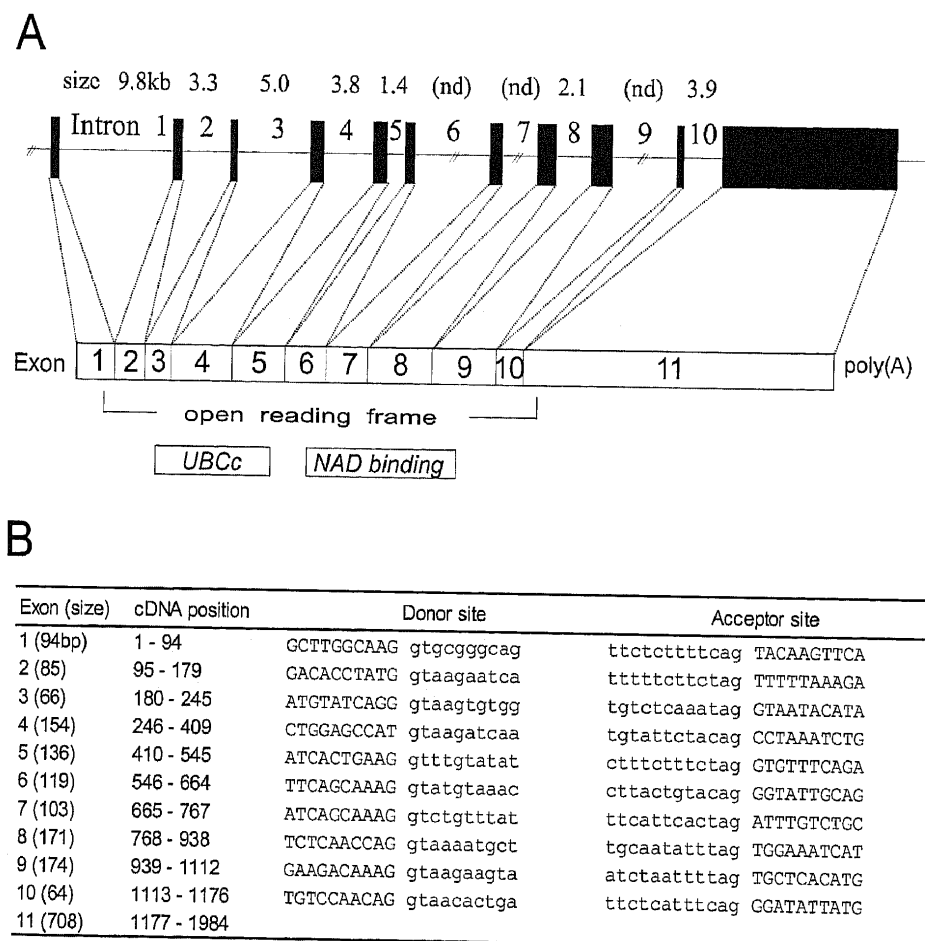 A
size 9.8kb 3.3 5.0 3.8 1.4 (nd) (nd) 2.1 (nd) 3.9
Intron 1 2 3 4 5 6 7 8 9 10
Exon 1 2 3 4 5 6 7 8 9 10 11 poly(A)
open reading frame
UBCc NAD binding
B
Exon (size) cDNA position Donor site Acceptor site
1 (94bp) 1 - 94 GCTTGGCAAG gtgcgggcag ttctcttttcag TACAAGTTCA
2 (85) 95 - 179 GACACCTATG gtaagaatca tttttcttctag TTTTTAAAGA
3 (66) 180 - 245 ATGTATCAGG gtaagtgtgg tgtctcaaatag GTAATACATA
4 (154) 246 - 409 CTGGAGCCAT gtaagatcaa tgtattctacag CCTAAATCTG
5 (136) 410 - 545 ATCACTGAAG gtttgtatat ctttctttctag GTGTTTCAGA
6 (119) 546 - 664 TTCAGCAAAG gtatgtaaac cttactgtacag GGTATTGCAG
7 (103) 665 - 767 ATCAGCAAAG gtctgtttat ttcattcactag ATTTGTCTGC
8 (171) 768 - 938 TCTCAACCAG gtaaaatgct tgcaatatttag TGGAAATCAT
9 (174) 939 - 1112 GAAGACAAAG gtaagaagta atctaattttag TGCTCACATG
10 (64) 1113 - 1176 TGTCCAACAG gtaacactga ttctcatttcag GGATATTATG
11 (708) 1177 - 1984